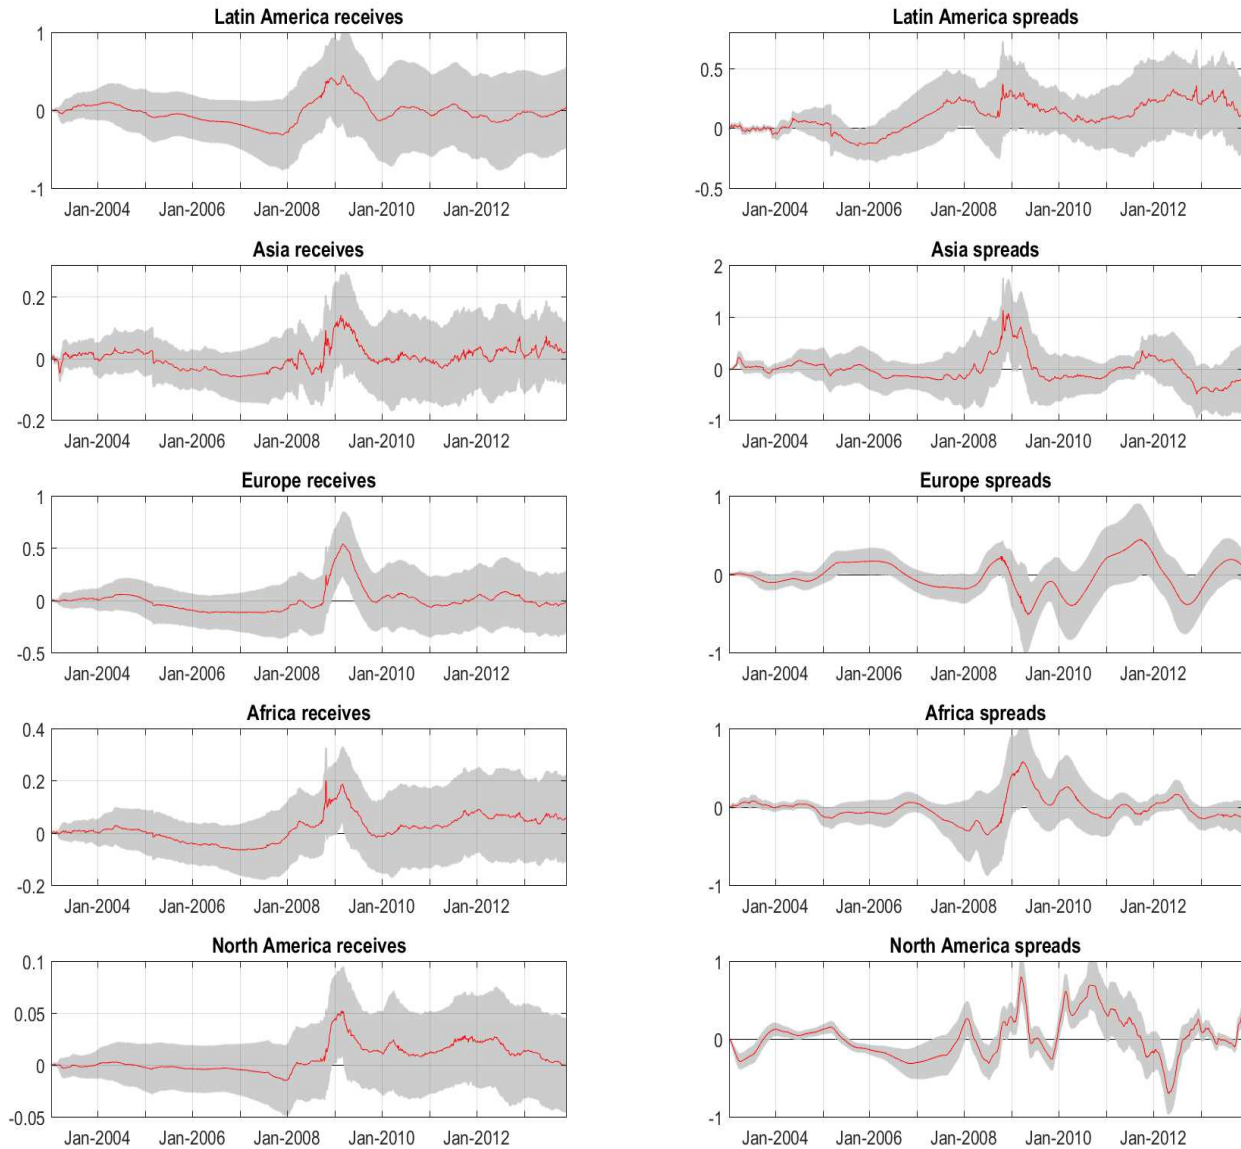 Latin America receives
1
0
-1
Jan-2004 Jan-2006 Jan-2008 Jan-2010 Jan-2012
Latin America spreads
0.5
0
-0.5
Jan-2004 Jan-2006 Jan-2008 Jan-2010 Jan-2012
Asia receives
0.2
0
-0.2
Jan-2004 Jan-2006 Jan-2008 Jan-2010 Jan-2012
Asia spreads
2
1
0
-1
Jan-2004 Jan-2006 Jan-2008 Jan-2010 Jan-2012
Europe receives
1
0.5
0
-0.5
Jan-2004 Jan-2006 Jan-2008 Jan-2010 Jan-2012
Europe spreads
1
0
-1
Jan-2004 Jan-2006 Jan-2008 Jan-2010 Jan-2012
Africa receives
0.4
0.2
0
-0.2
Jan-2004 Jan-2006 Jan-2008 Jan-2010 Jan-2012
Africa spreads
1
0
-1
Jan-2004 Jan-2006 Jan-2008 Jan-2010 Jan-2012
North America receives
0.1
0.05
0
-0.05
Jan-2004 Jan-2006 Jan-2008 Jan-2010 Jan-2012
North America spreads
1
0
-1
Jan-2004 Jan-2006 Jan-2008 Jan-2010 Jan-2012